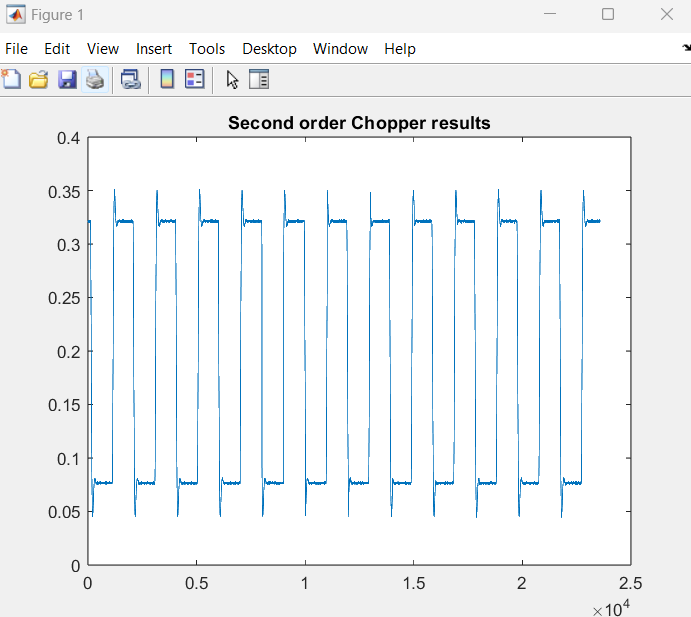 Figure 1
File Edit View Insert Tools Desktop Window Help
Second order Chopper results
0.4
0.35
0.3
0.25
0.2
0.15
0.1
0.05
0
0 0.5 1 1.5 2 2.5
×10⁴